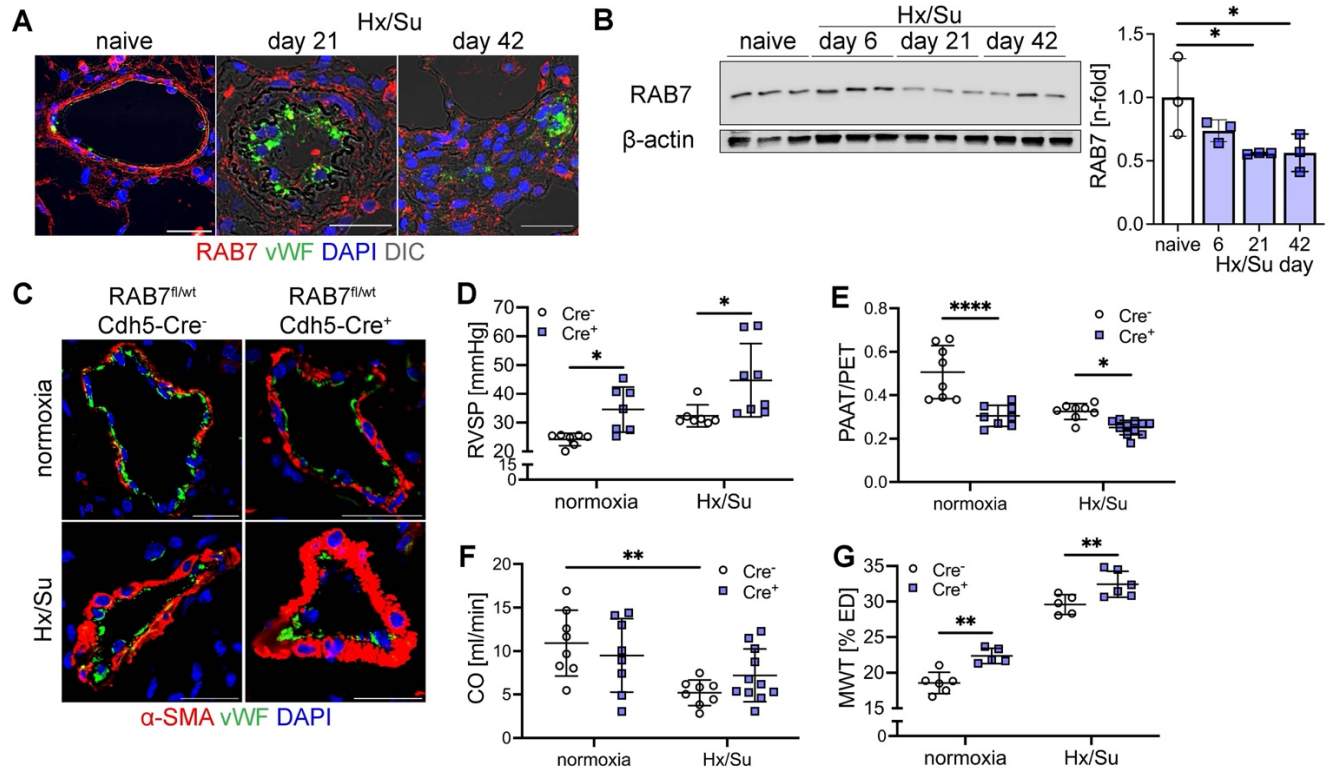 A
Hx/Su
naive day 21 day 42
RAB7 vWF DAPI DIC
B
Hx/Su
naive day 6 day 21 day 42
RAB7
β-actin
RAB7 [n-fold]
1.5
1.0
0.5
0.0
* 
*
naive 6 21 42
Hx/Su day
C
RAB7fl/wt RAB7fl/wt
Cdh5-Cre- Cdh5-Cre+
normoxia
Hx/Su
α-SMA vWF DAPI
D
RVSP [mmHg]
70
60
50
40
30
20
15
0
Cre-
Cre+
*
*
normoxia Hx/Su
E
PAAT/PET
0.8
0.6
0.4
0.2
0.0
****
*
Cre-
Cre+
normoxia Hx/Su
F
CO [ml/min]
20
15
10
5
0
**
Cre-
Cre+
normoxia Hx/Su
G
MWT [% ED]
35
30
25
20
15
0
Cre-
Cre+
**
**
normoxia Hx/Su